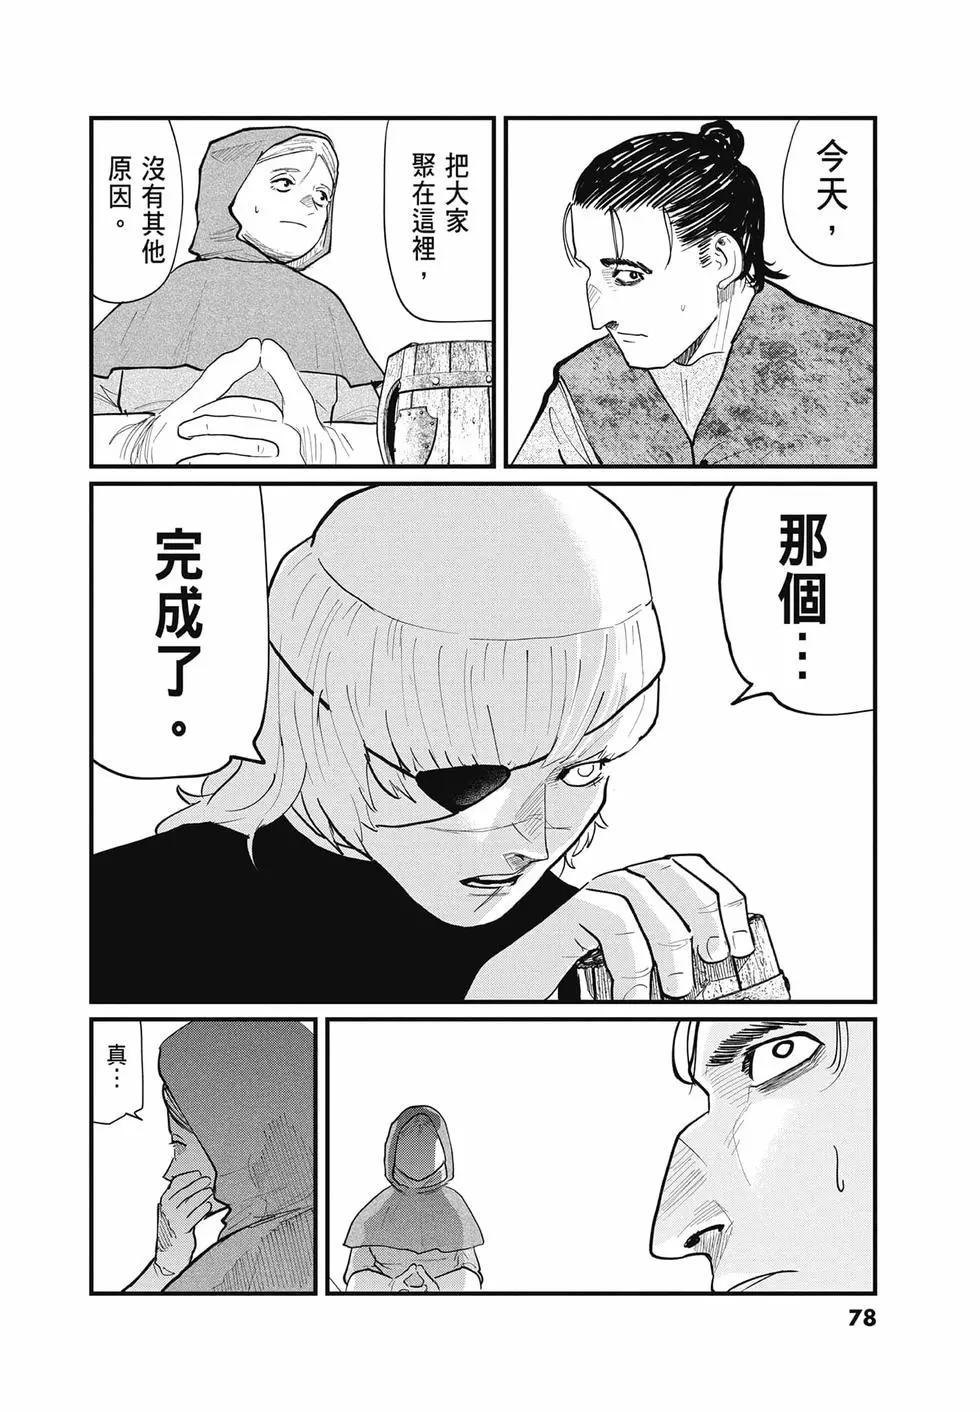 今天，
把大家
聚在這裡，
沒有其他
原因。
那個…
完成了。
真…
78